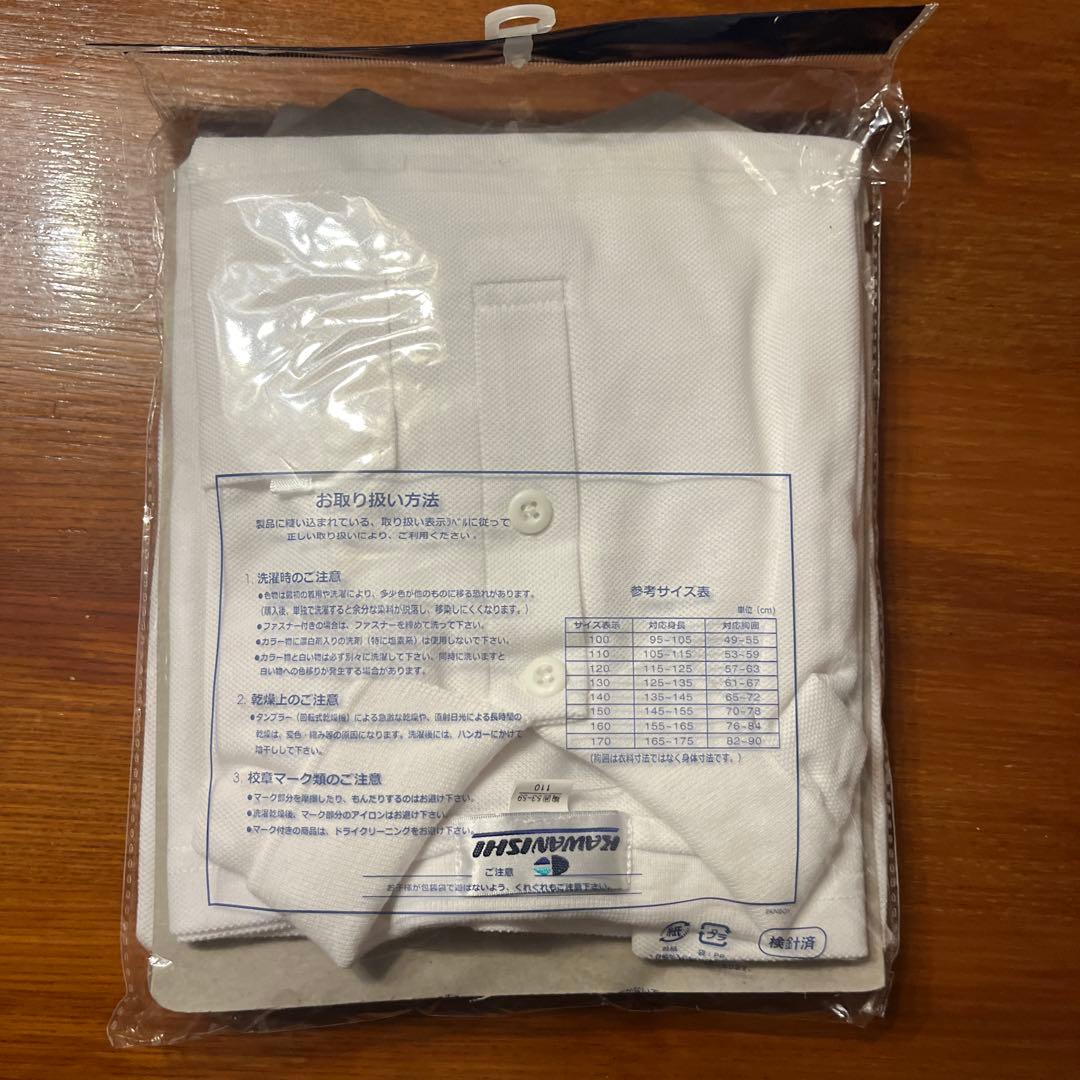 お取り扱い方法
製品に縫い込まれている、取り扱い表示ラベルに従って
正しい取り扱いにより、ご利用ください。
1. 洗濯時のご注意
●色物は最初の着用や洗濯により、多少色が他のものに移る恐れがあります。
(購入後、単独で洗濯すると余分な染料が脱落し、移染しにくくなります。)
●ファスナー付きの場合は、ファスナーを締めて洗って下さい。
●カラー物に漂白剤入りの洗剤（特に塩素系）は使用しないで下さい。
●カラー物と白い物は必ず別々に洗濯して下さい、同時に洗いますと
白い物への色移りが発生する場合があります。
2. 乾燥上のご注意
●タンブラー（回転式乾燥機）による急激な乾燥や、直射日光による長時間の
乾燥は、変色・縮み等の原因になります。洗濯後には、ハンガーにかけて
陰干しして下さい。
3. 校章マーク類のご注意
●マーク部分を摩擦したり、もんだりするのはお避け下さい。
●洗濯乾燥後、マーク部分のアイロンはお避け下さい。
●マーク付きの商品は、ドライクリーニングをお避け下さい。
参考サイズ表
単位(cm)
サイズ表示 対応身長 対応胸囲
100 95-105 49-55
110 105-115 53-59
120 115-125 57-63
130 125-135 61-67
140 135-145 65-72
150 145-155 70-78
160 155-165 76-84
170 165-175 82-90
(胸囲は衣料寸法ではなく身体寸法です。)
110
胸囲53-59
KAWANISHI
ご注意
お子様が包装袋で遊ばないよう、くれぐれもご注意下さい。
紙 プラ 検針済